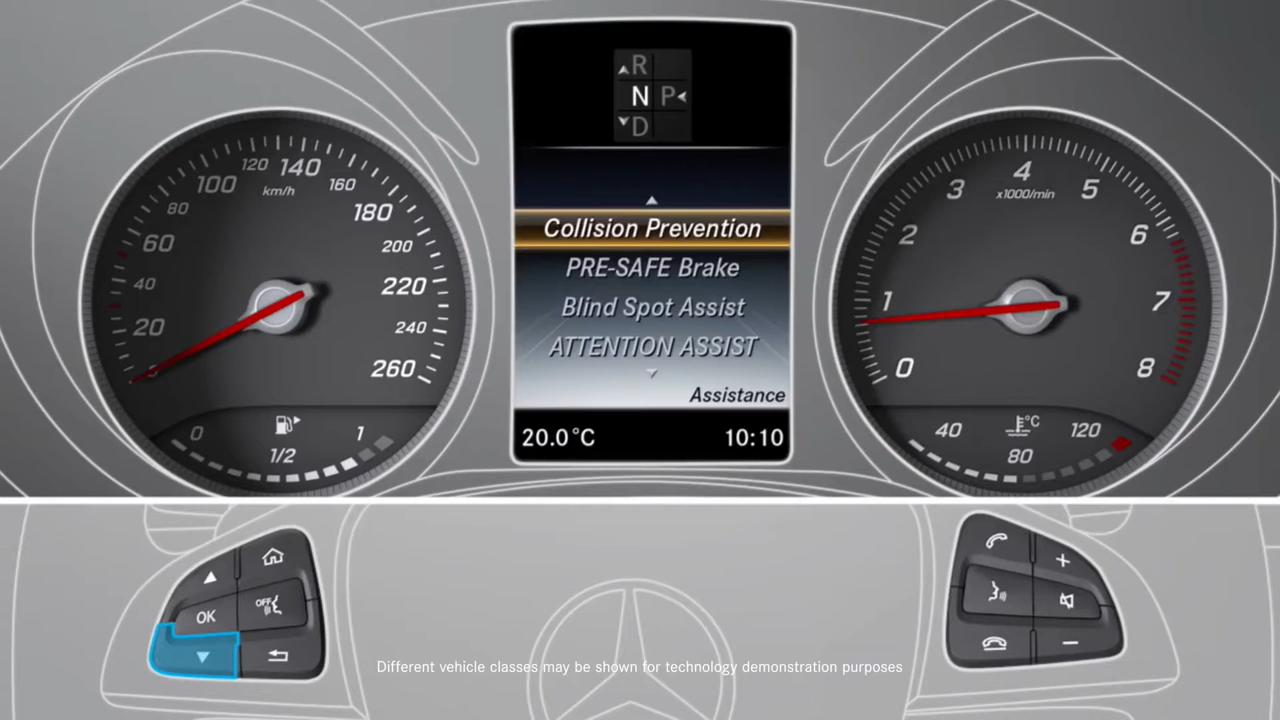 R
N P
D
Collision Prevention
PRE-SAFE Brake
Blind Spot Assist
ATTENTION ASSIST
Assistance
20.0°C 10:10
0 20 40 60 80 100 120 140 160 180 200 220 240 260
km/h
0 1/2 1
0 1 2 3 4 5 6 7 8
x1000/min
40 80 120
°C
OK
OFF
Different vehicle classes may be shown for technology demonstration purposes